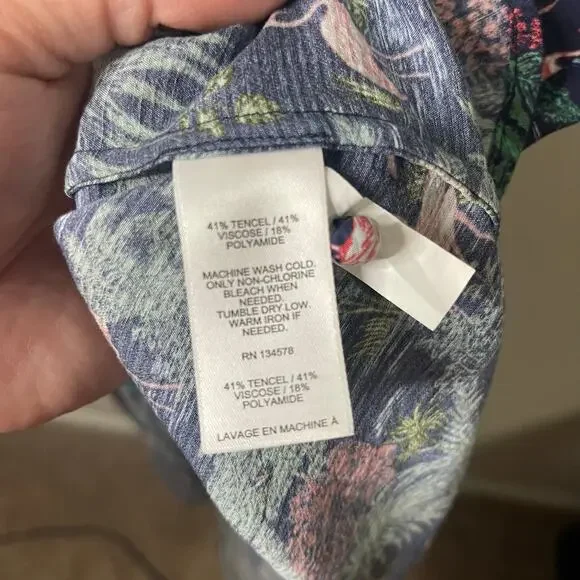 41% TENCEL / 41%
VISCOSE / 18%
POLYAMIDE
MACHINE WASH COLD.
ONLY NON-CHLORINE
BLEACH WHEN
NEEDED.
TUMBLE DRY LOW.
WARM IRON IF
NEEDED.
RN 134578
41% TENCEL / 41%
VISCOSE / 18%
POLYAMIDE
LAVAGE EN MACHINE À